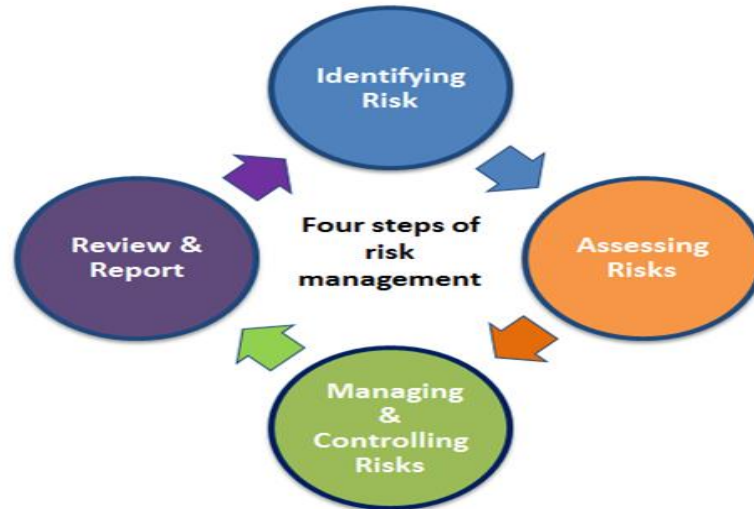 Identifying
Risk
Four steps of
risk
management
Assessing
Risks
Managing
&
Controlling
Risks
Review &
Report